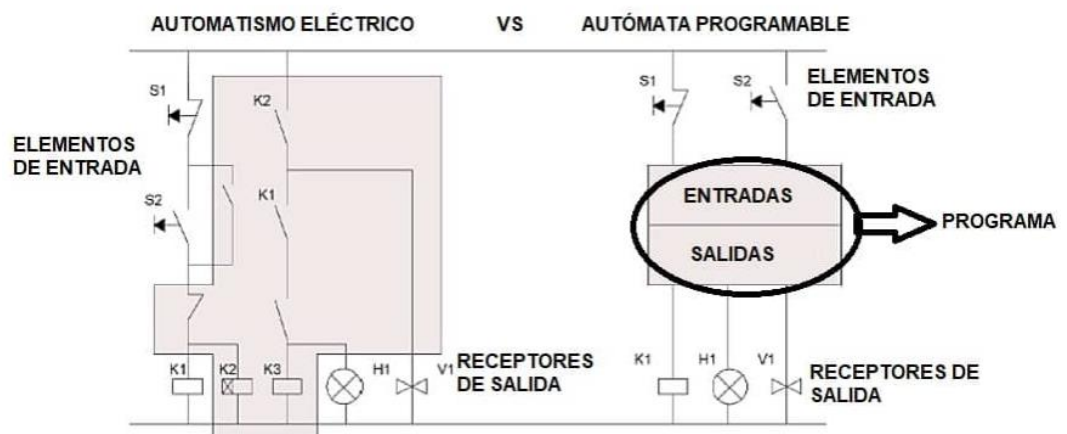 AUTOMATISMO ELÉCTRICO VS AUTÓMATA PROGRAMABLE
S1
K2
ELEMENTOS
DE ENTRADA
S2
K1
K1
K2
K3
H1
V1
RECEPTORES
DE SALIDA
S1
S2
ELEMENTOS
DE ENTRADA
ENTRADAS
SALIDAS
PROGRAMA
K1
H1
V1
RECEPTORES DE
SALIDA